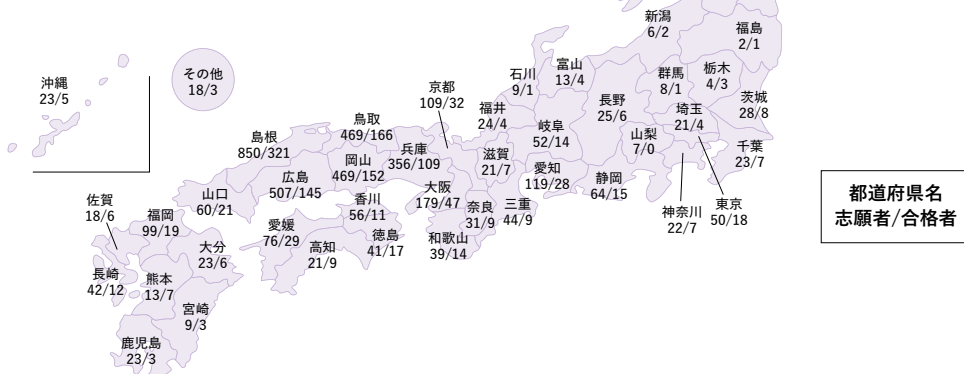 新潟
6/2
福島
2/1
沖縄
23/5
その他
18/3
石川
9/1
富山
13/4
群馬
8/1
栃木
4/3
京都
109/32
長野
25/6
茨城
28/8
福井
24/4
埼玉
21/4
鳥取
469/166
岐阜
52/14
山梨
7/0
島根
850/321
兵庫
356/109
滋賀
21/7
千葉
23/7
岡山
469/152
愛知
119/28
広島
507/145
静岡
64/15
大阪
179/47
山口
60/21
香川
56/11
奈良
31/9
三重
44/9
神奈川
22/7
東京
50/18
佐賀
18/6
福岡
99/19
愛媛
76/29
徳島
41/17
和歌山
39/14
大分
23/6
高知
21/9
長崎
42/12
熊本
13/7
宮崎
9/3
鹿児島
23/3
都道府県名
志願者/合格者